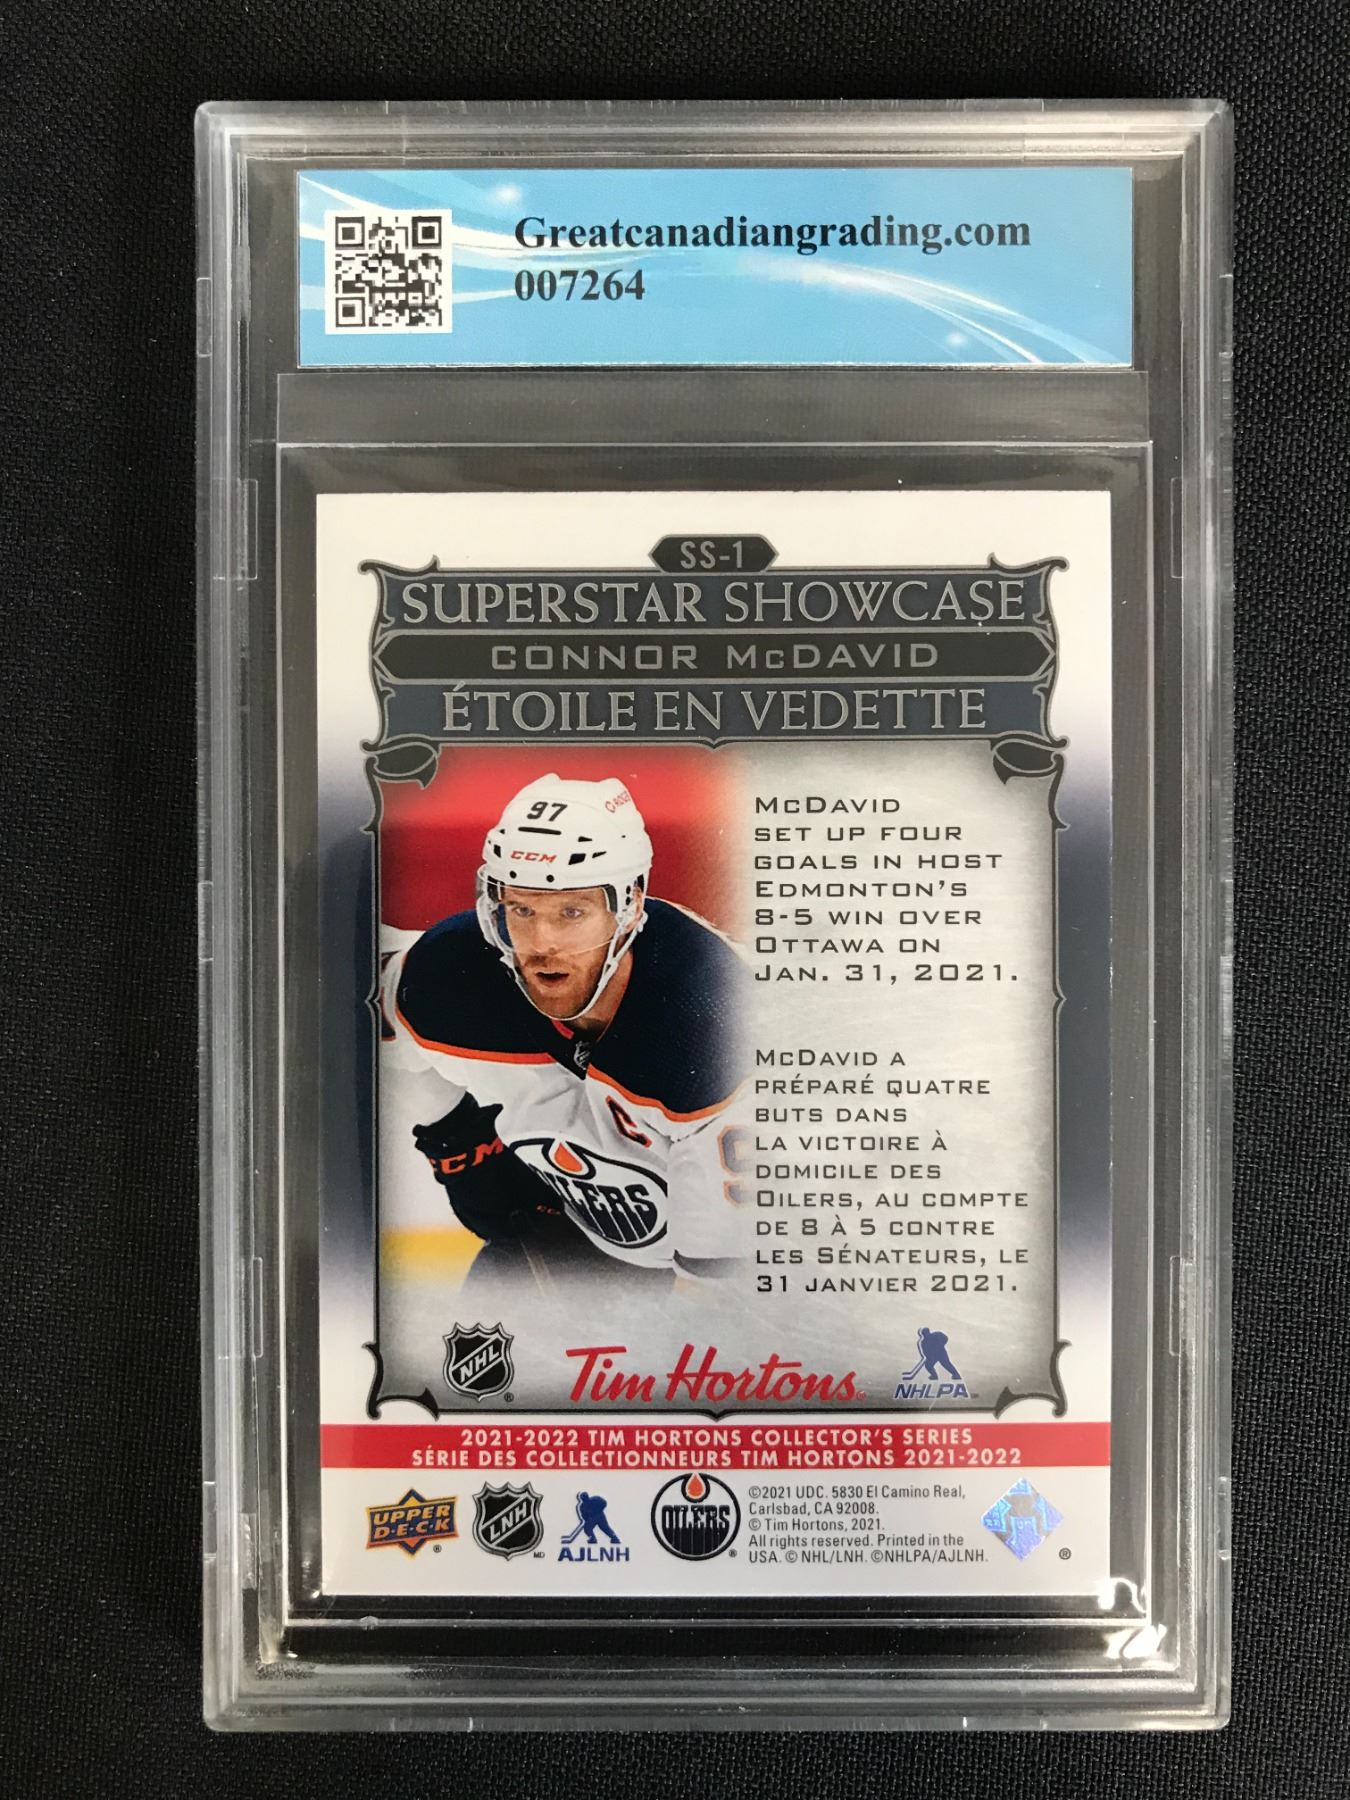 Greatcanadiangrading.com
007264
SS-1
SUPERSTAR SHOWCASE
CONNOR McDAVID
ÉTOILE EN VEDETTE
97
CCM
McDavid
set up four
goals in host
Edmonton's
8-5 win over
Ottawa on
Jan. 31, 2021.
McDavid a
préparé quatre
buts dans
la victoire à
domicile des
Oilers, au compte
de 8 à 5 contre
les Sénateurs, le
31 janvier 2021.
C
CCM
OILERS
NHL ®
Tim Hortons®
NHLPA
2021-2022 TIM HORTONS COLLECTOR'S SERIES
SÉRIE DES COLLECTIONNEURS TIM HORTONS 2021-2022
UPPER DECK ®
LNH MD
AJLNH
OILERS ®
©2021 UDC. 5830 El Camino Real,
Carlsbad, CA 92008.
© Tim Hortons, 2021.
All rights reserved. Printed in the
USA. © NHL/LNH. ©NHLPA/AJLNH.
®